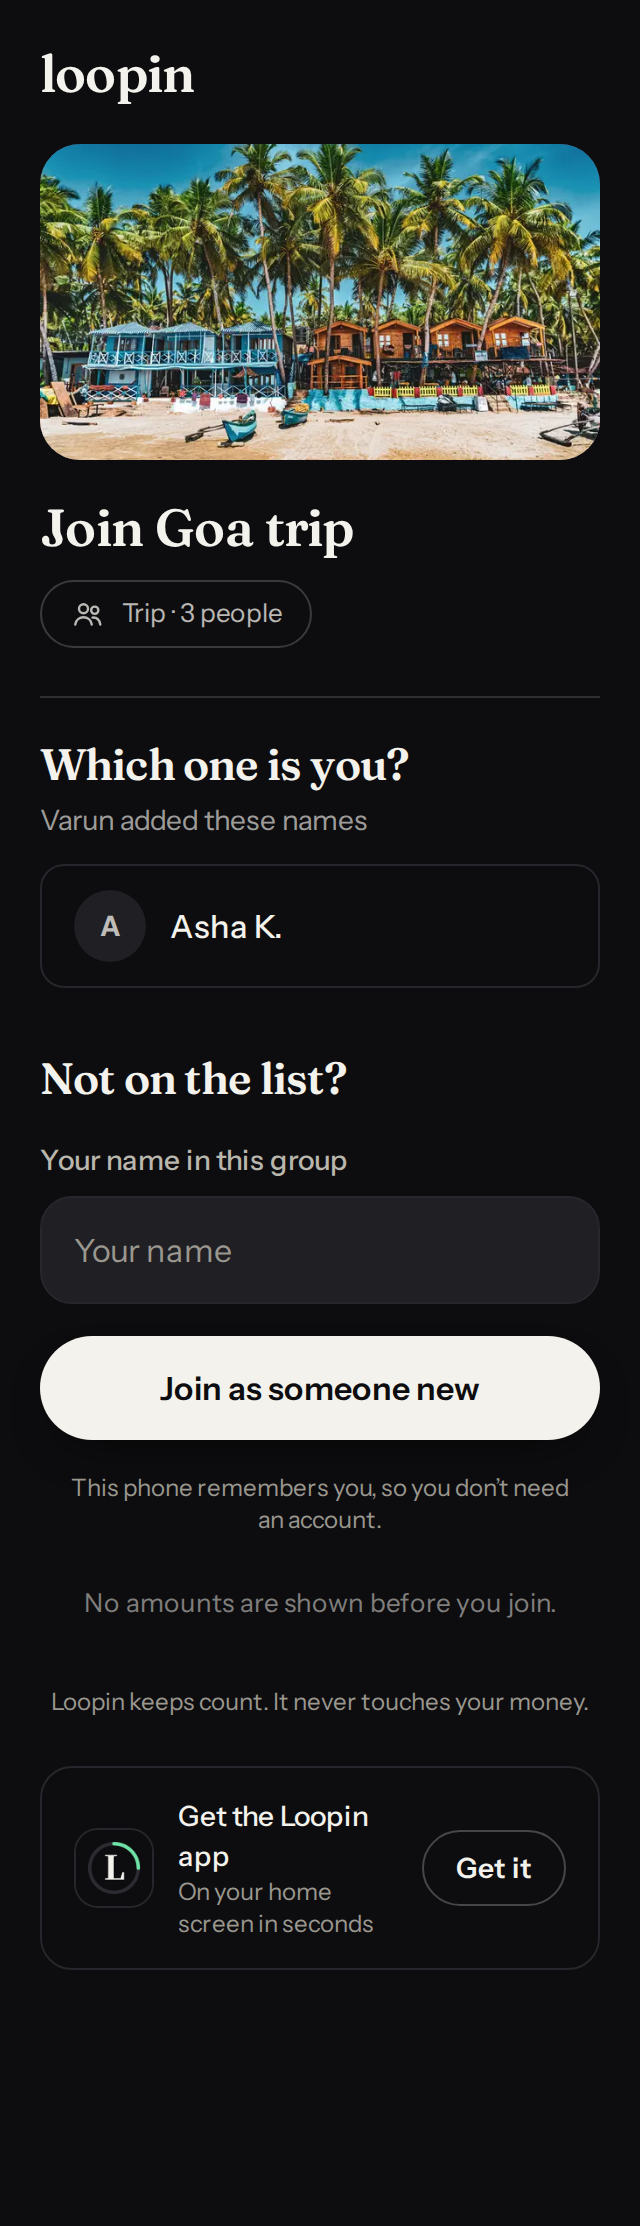 loopin
Join Goa trip
Trip · 3 people
Which one is you?
Varun added these names
A
Asha K.
Not on the list?
Your name in this group
Your name
Join as someone new
This phone remembers you, so you don’t need
an account.
No amounts are shown before you join.
Loopin keeps count. It never touches your money.
L
Get the Loopin
app
On your home
screen in seconds
Get it